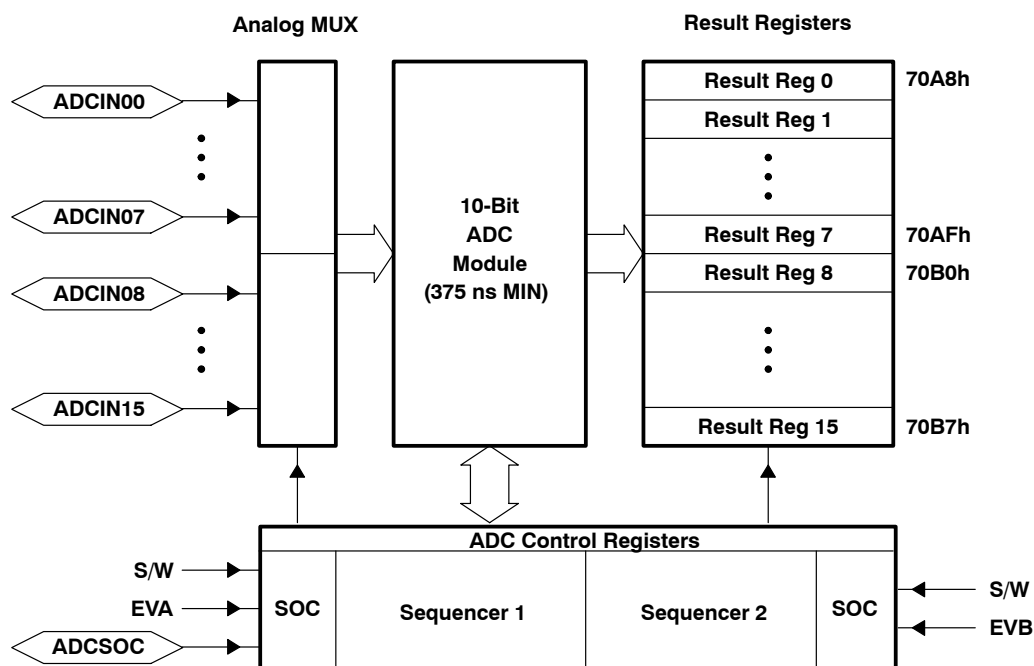 Analog MUX
Result Registers
ADCIN00
ADCIN07
ADCIN08
ADCIN15
10-Bit
ADC
Module
(375 ns MIN)
Result Reg 0
70A8h
Result Reg 1
Result Reg 7
70AFh
Result Reg 8
70B0h
Result Reg 15
70B7h
ADC Control Registers
S/W
EVA
ADCSOC
SOC
Sequencer 1
Sequencer 2
SOC
S/W
EVB